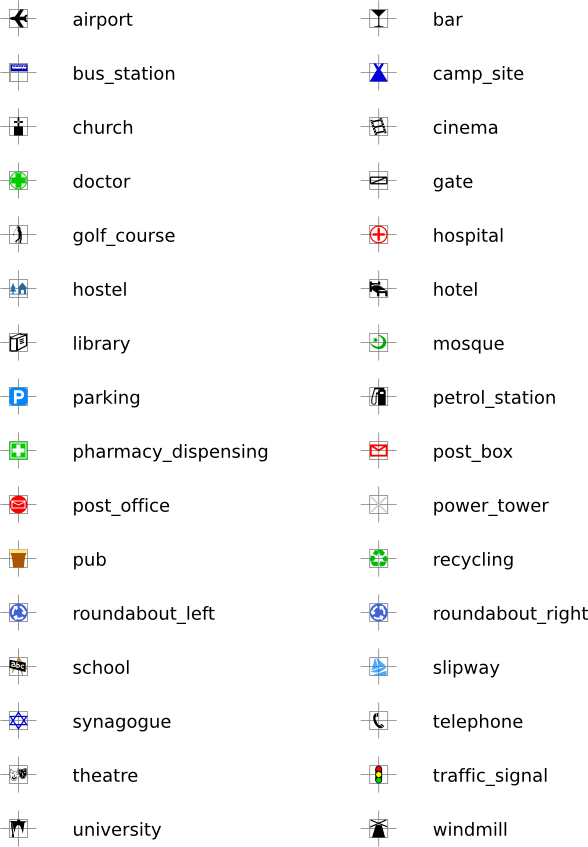 airport bar
bus_station camp_site
church cinema
doctor gate
golf_course hospital
hostel hotel
library mosque
P parking petrol_station
pharmacy_dispensing post_box
post_office power_tower
pub recycling
roundabout_left roundabout_right
abc school slipway
synagogue telephone
theatre traffic_signal
university windmill